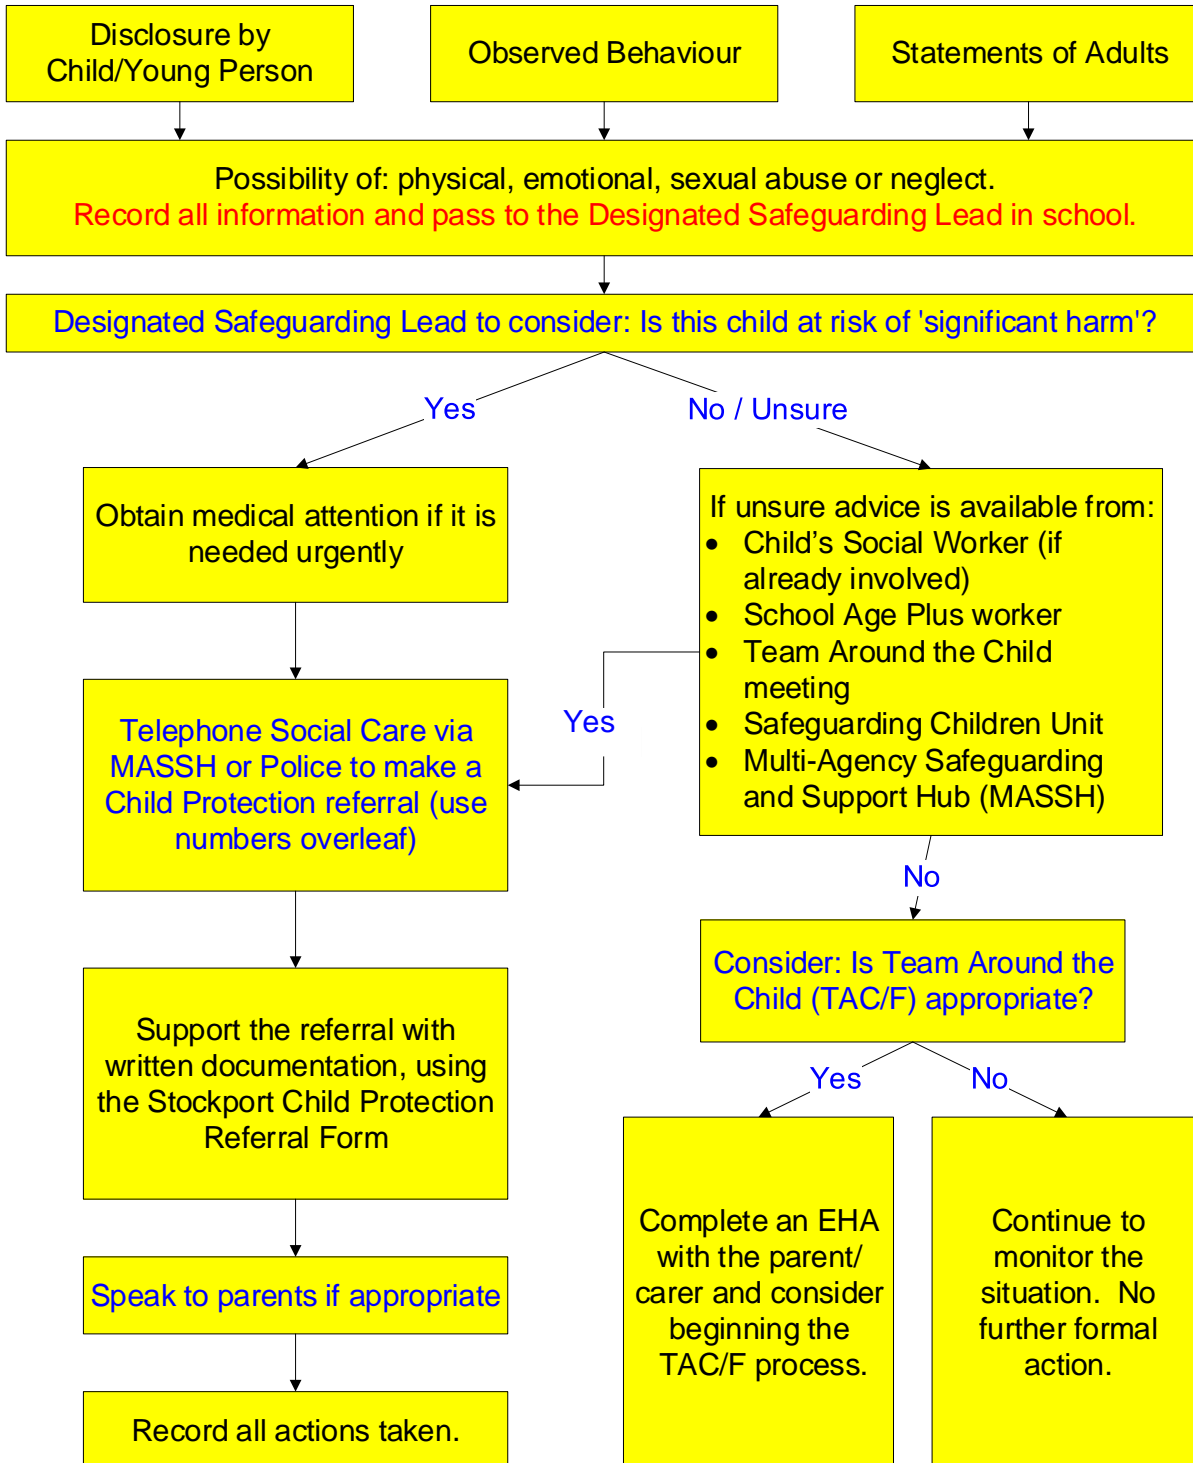 Disclosure by
Child/Young Person
Observed Behaviour
Statements of Adults
Possibility of: physical, emotional, sexual abuse or neglect.
Record all information and pass to the Designated Safeguarding Lead in school.
Designated Safeguarding Lead to consider: Is this child at risk of 'significant harm'?
Yes
No / Unsure
Obtain medical attention if it is
needed urgently
If unsure advice is available from:
• Child’s Social Worker (if
already involved)
• School Age Plus worker
• Team Around the Child
meeting
• Safeguarding Children Unit
• Multi-Agency Safeguarding
and Support Hub (MASSH)
Yes
Telephone Social Care via
MASSH or Police to make a
Child Protection referral (use
numbers overleaf)
No
Consider: Is Team Around the
Child (TAC/F) appropriate?
Support the referral with
written documentation, using
the Stockport Child Protection
Referral Form
Yes
No
Speak to parents if appropriate
Record all actions taken.
Complete an EHA
with the parent/
carer and consider
beginning the
TAC/F process.
Continue to
monitor the
situation.  No
further formal
action.